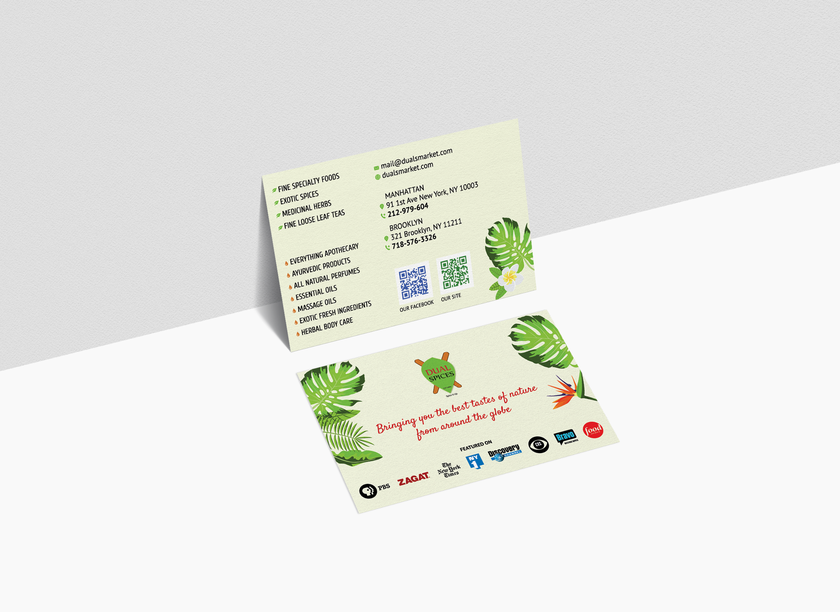 FINE SPECIALTY FOODS
EXOTIC SPICES
MEDICINAL HERBS
FINE LOOSE LEAF TEAS
EVERYTHING APOTHECARY
AYURVEDIC PRODUCTS
ALL NATURAL PERFUMES
ESSENTIAL OILS
MASSAGE OILS
EXOTIC FRESH INGREDIENTS
HERBAL BODY CARE
mail@dualsmarket.com
dualsmarket.com
MANHATTAN
91 1st Ave New York, NY 10003
212-979-604
BROOKLYN
321 Brooklyn, NY 11211
718-576-3326
OUR FACEBOOK
OUR SITE
DUAL
SPICES
Bringing you the best tastes of nature
from around the globe
FEATURED ON
PBS
ZAGAT
The
New York
Times
MY
9
Discovery
Bravo
food